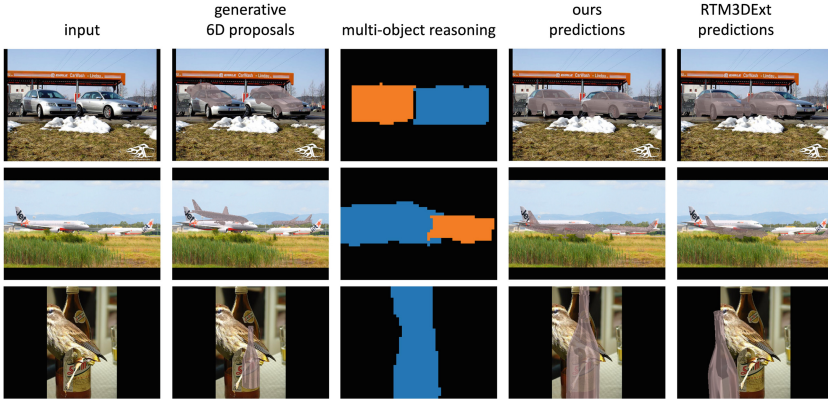 input
generative
6D proposals
multi-object reasoning
ours
predictions
RTM3DExt
predictions